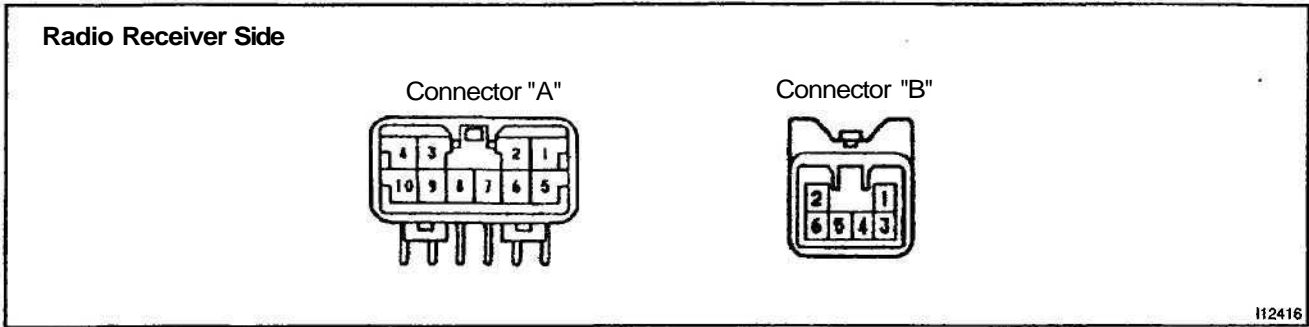 Radio Receiver Side
Connector "A"
Connector "B"
4 3 2 1
10 9 8 7 6 5
2 1
6 5 4 3
I12416